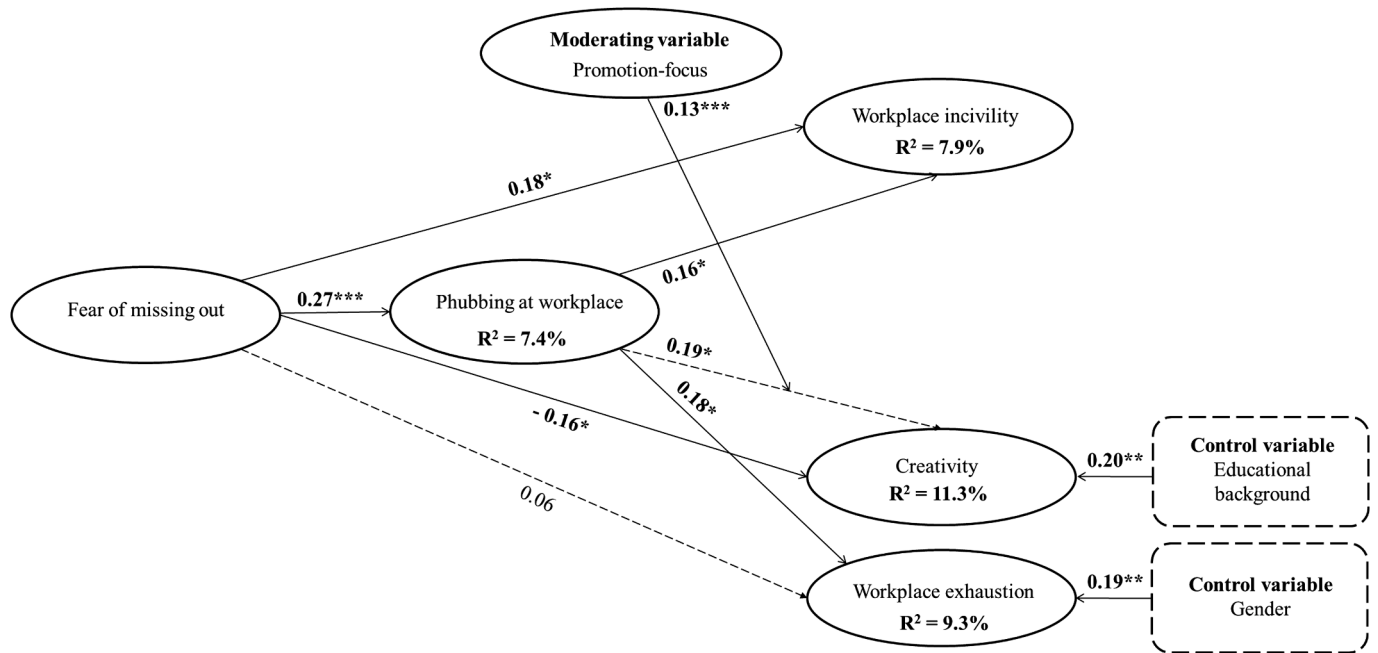 Moderating variable
Promotion-focus
0.13***
Workplace incivility
R² = 7.9%
0.18*
0.16*
Fear of missing out
0.27***
Phubbing at workplace
R² = 7.4%
0.19*
0.18*
- 0.16*
0.06
Creativity
R² = 11.3%
0.20**
Control variable
Educational
background
Workplace exhaustion
R² = 9.3%
0.19**
Control variable
Gender